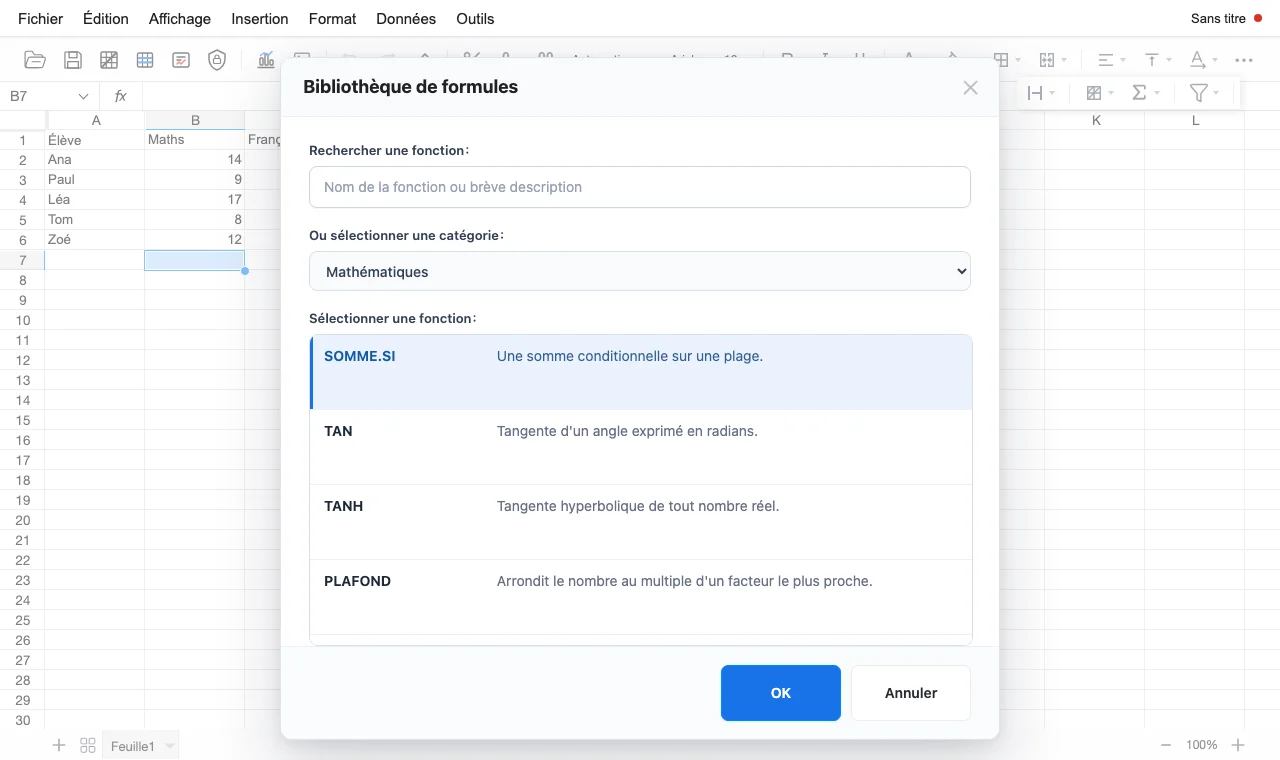 Fichier Édition Affichage Insertion Format Données Outils Sans titre
B7 fx
Bibliothèque de formules
A B K L
1 Élève Maths Franç
2 Ana 14
3 Paul 9
4 Léa 17
5 Tom 8
6 Zoé 12
7
8
9
10
11
12
13
14
15
16
17
18
19
20
21
22
23
24
25
26
27
28
29
30
Rechercher une fonction:
Nom de la fonction ou brève description
Ou sélectionner une catégorie:
Mathématiques
Sélectionner une fonction:
SOMME.SI Une somme conditionnelle sur une plage.
TAN Tangente d'un angle exprimé en radians.
TANH Tangente hyperbolique de tout nombre réel.
PLAFOND Arrondit le nombre au multiple d'un facteur le plus proche.
OK Annuler
Feuille1 100%